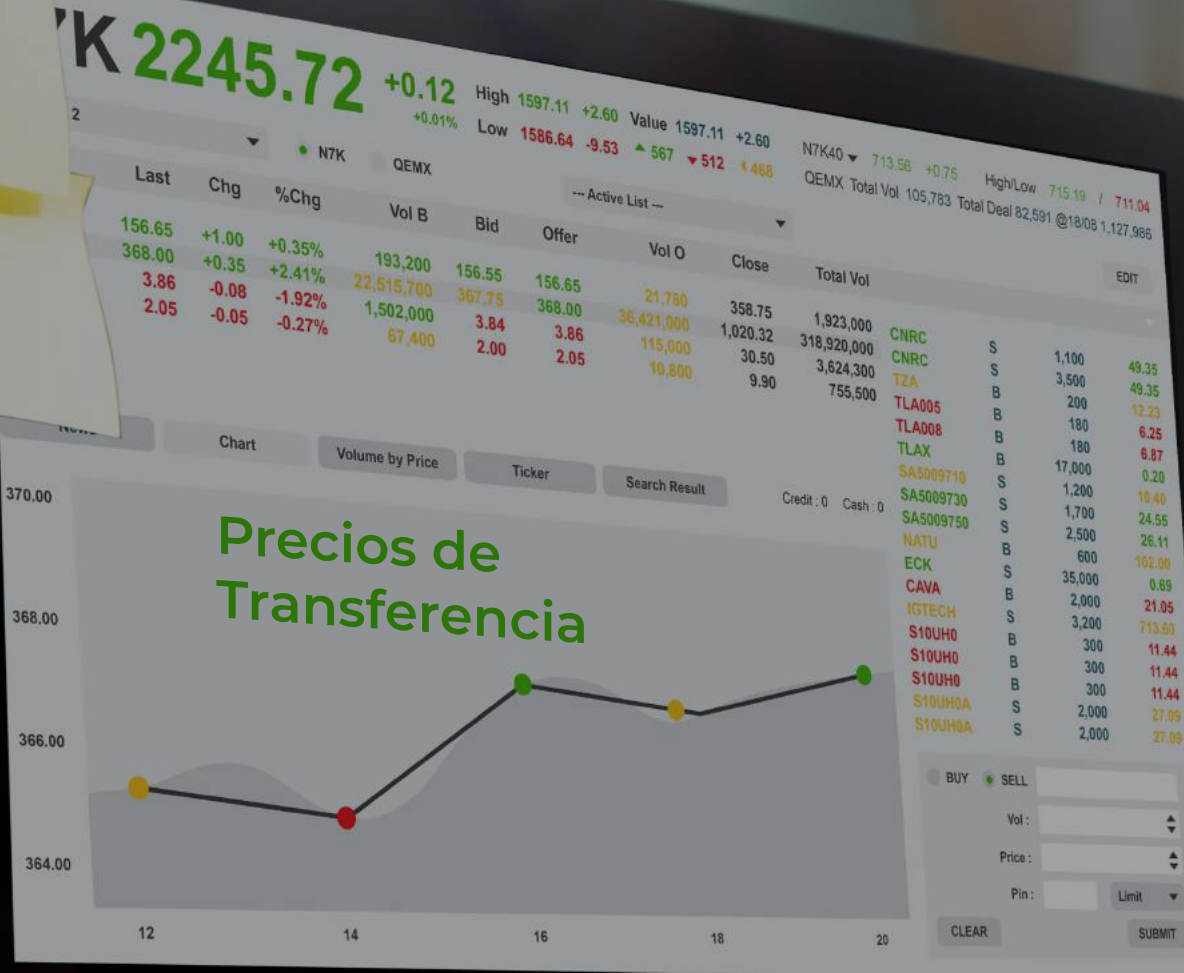 K 2245.72 +0.12 High 1597.11 +2.60 Value 1597.11 +2.60 N7K40 713.56 +0.75 High/Low 715.19 / 711.04
+0.01% Low 1586.64 -9.53 567 512 468 QEMX Total Vol 105,783 Total Deal 82,591 @18/08 1,127,986
2
N7K QEMX --- Active List --- EDIT
Last Chg %Chg Vol B Bid Offer Vol O Close Total Vol
156.65 +1.00 +0.35% 193,200 156.55 156.65 21,780 358.75 1,923,000
368.00 +0.35 +2.41% 22,515,700 367.75 368.00 36,421,000 1,020.32 318,920,000
3.86 -0.08 -1.92% 1,502,000 3.84 3.86 115,000 30.50 3,624,300
2.05 -0.05 -0.27% 67,400 2.00 2.05 10,800 9.90 755,500
CNRC S 1,100 49.35
CNRC S 3,500 49.35
TZA B 200 12.23
TLA005 B 180 6.25
TLA008 B 180 6.87
TLAX B 17,000 0.20
SA5009710 S 1,200 10.40
SA5009730 S 1,700 24.55
SA5009750 S 2,500 26.11
NATU B 600 102.00
ECK S 35,000 0.69
CAVA B 2,000 21.05
IGTECH S 3,200 713.60
S10UH0 B 300 11.44
S10UH0 B 300 11.44
S10UH0 B 300 11.44
S10UH0A S 2,000 27.09
S10UH0A S 2,000 27.09
Chart Volume by Price Ticker Search Result Credit : 0 Cash : 0
Precios de
Transferencia
370.00
368.00
366.00
364.00
12 14 16 18 20
BUY SELL
Vol :
Price :
Pin : Limit
CLEAR SUBMIT